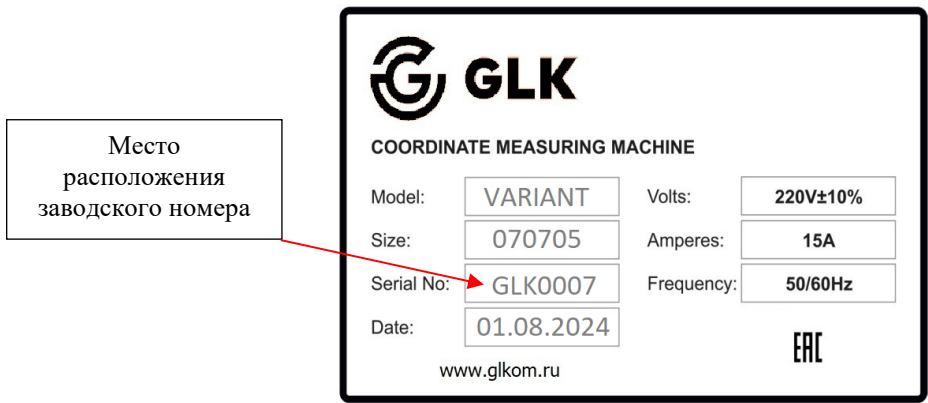 Место
расположения
заводского номера
GLK
COORDINATE MEASURING MACHINE
Model: VARIANT Volts: 220V±10%
Size: 070705 Amperes: 15A
Serial No: GLK0007 Frequency: 50/60Hz
Date: 01.08.2024
EAC
www.glkom.ru